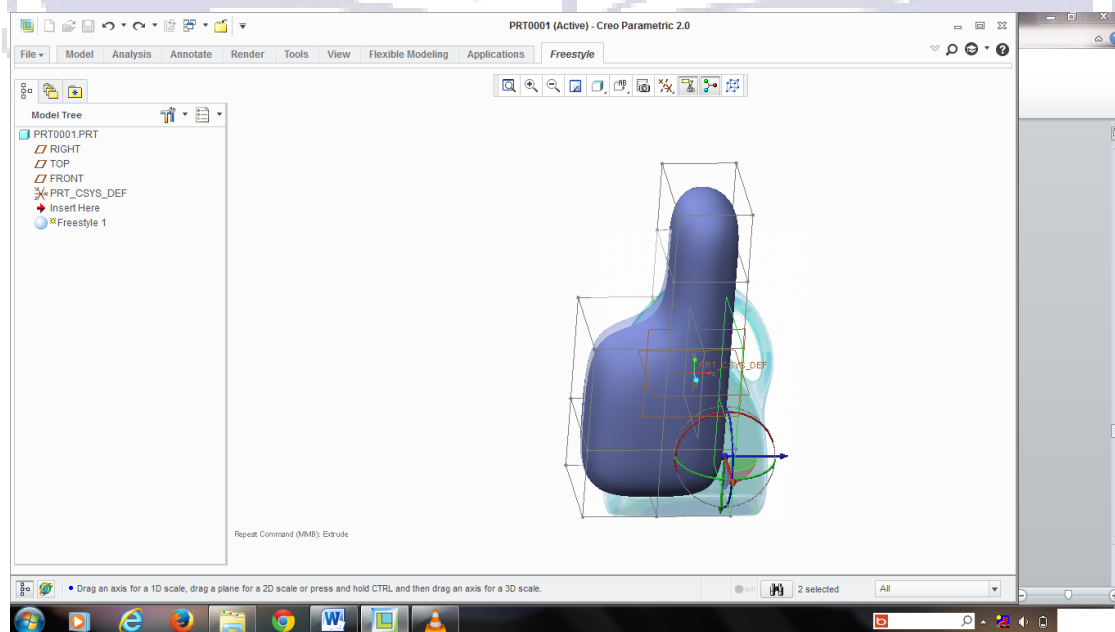 PRT0001 (Active) - Creo Parametric 2.0
File Model Analysis Annotate Render Tools View Flexible Modeling Applications Freestyle
Model Tree
PRT0001.PRT
RIGHT
TOP
FRONT
PRT_CSYS_DEF
Insert Here
Freestyle 1
PRT_CSYS_DEF
Repeat Command (MMB): Extrude
Drag an axis for a 1D scale, drag a plane for a 2D scale or press and hold CTRL and then drag an axis for a 3D scale.
2 selected
All